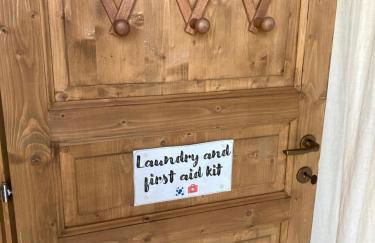 Laundry and
first aid kit